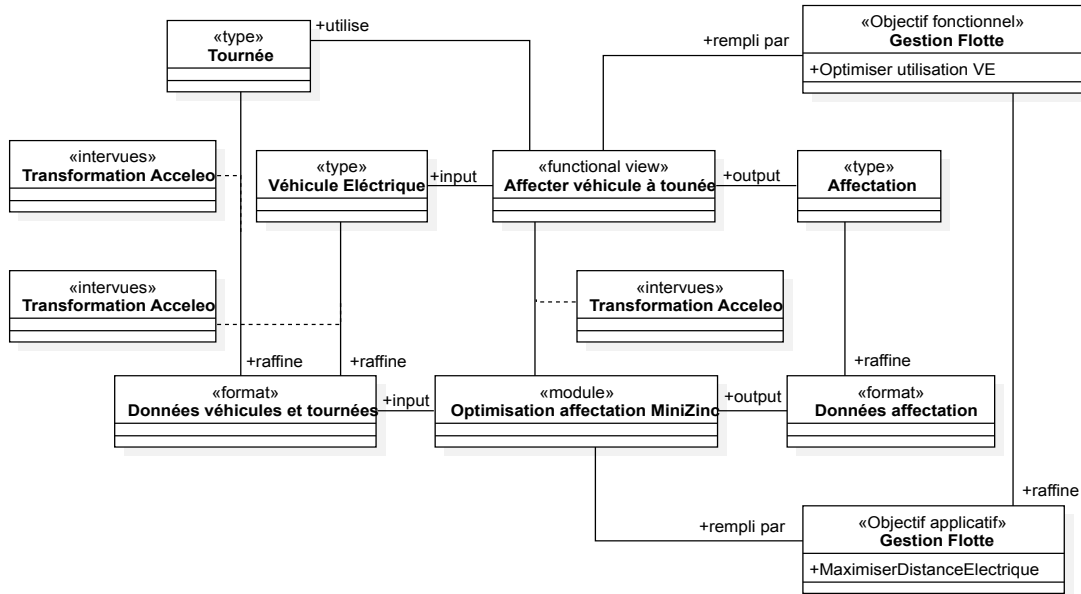 «type»
Tournée
+utilise
+rempli par
«Objectif fonctionnel»
Gestion Flotte
+Optimiser utilisation VE
«intervues»
Transformation Acceleo
«type»
Véhicule Eléctrique
+input
«functional view»
Affecter véhicule à tounée
+output
«type»
Affectation
«intervues»
Transformation Acceleo
«intervues»
Transformation Acceleo
+raffine
+raffine
+raffine
«format»
Données véhicules et tournées
+input
«module»
Optimisation affectation MiniZinc
+output
«format»
Données affectation
+raffine
+rempli par
«Objectif applicatif»
Gestion Flotte
+MaximiserDistanceElectrique